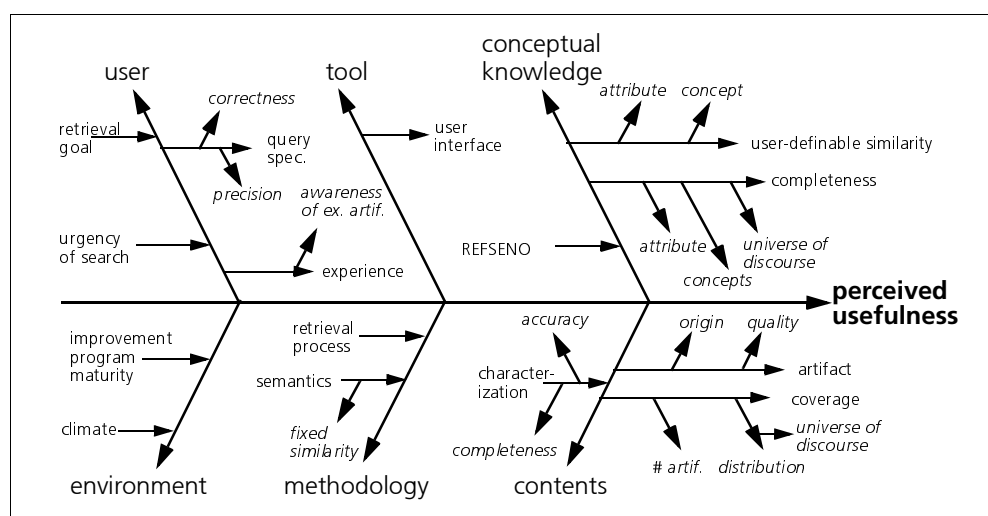 user
tool
conceptual
knowledge
correctness
retrieval
goal
query
spec.
precision
awareness
of ex. artif.
urgency
of search
experience
user
interface
attribute
concept
user-definable similarity
completeness
REFSENO
attribute
universe of
discourse
concepts
perceived
usefulness
improvement
program
maturity
climate
environment
retrieval
process
semantics
fixed
similarity
methodology
accuracy
character-
ization
completeness
contents
origin
quality
artifact
coverage
universe of
discourse
# artif.
distribution